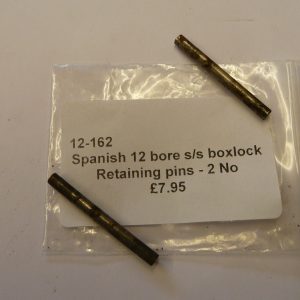 12-162
Spanish 12 bore s/s boxlock
Retaining pins - 2 No
£7.95